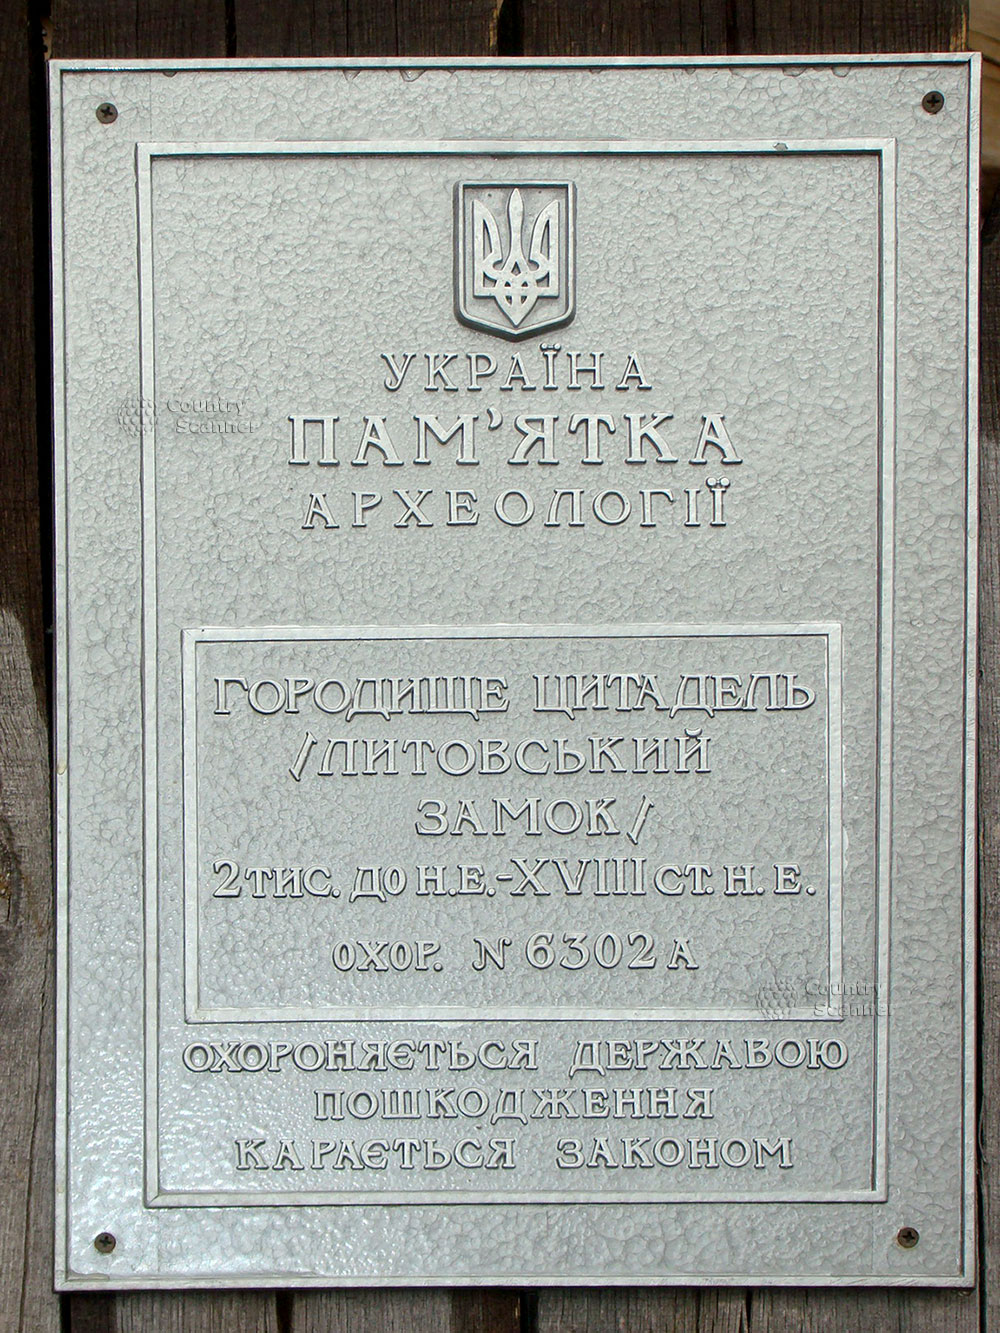 УКРАЇНА
ПАМ'ЯТКА
АРХЕОЛОГІЇ
ГОРОДИЩЕ ЦИТАДЕЛЬ
/ЛИТОВСЬКИЙ
ЗАМОК/
2 ТИС. ДО Н.Е.-XVIII СТ. Н. Е.
ОХОР. N 6302 А
ОХОРОНЯЄТЬСЯ ДЕРЖАВОЮ
ПОШКОДЖЕННЯ
КАРАЄТЬСЯ ЗАКОНОМ
Country
Scanner
Country
Scanner